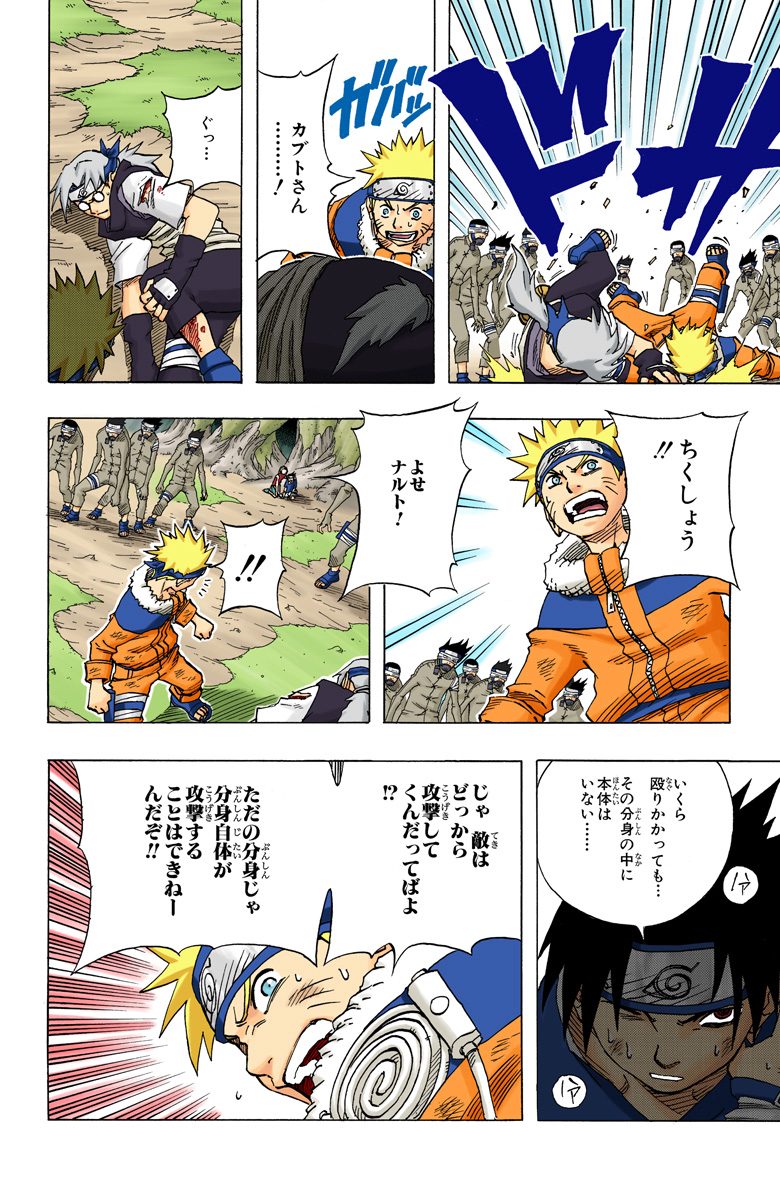 ドサ
ガバッ
カブトさん
………！
ぐっ…
ちくしょう
!!
よせ
ナルト！
!!
いくら
殴りかかっても…
その分身の中に
本体は
いない……
ハァ
ハァ
じゃ　敵は
どっから
攻撃して
くんだってばよ
!?
ただの分身じゃ
分身自体が
攻撃する
ことはできねー
んだぞ!!